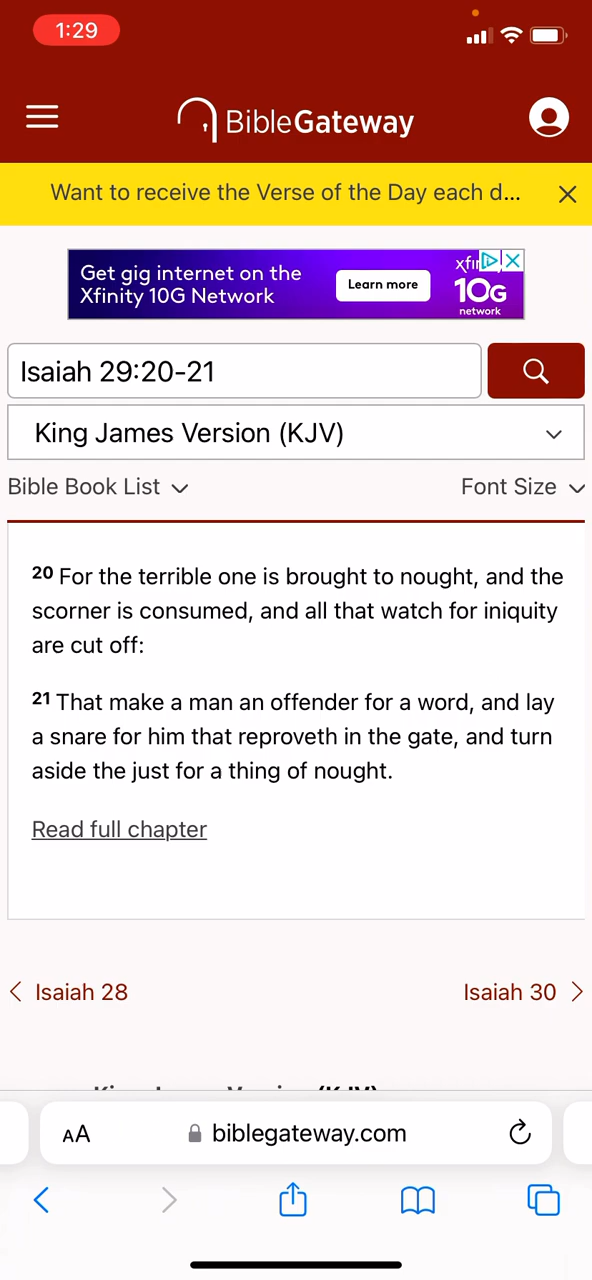 1:29
BibleGateway
Want to receive the Verse of the Day each d...
Get gig internet on the
Xfinity 10G Network
Learn more
10G
network
Isaiah 29:20-21
King James Version (KJV)
Bible Book List
Font Size
20 For the terrible one is brought to nought, and the
scorner is consumed, and all that watch for iniquity
are cut off:
21 That make a man an offender for a word, and lay
a snare for him that reproveth in the gate, and turn
aside the just for a thing of nought.
Read full chapter
Isaiah 28
Isaiah 30
AA
biblegateway.com